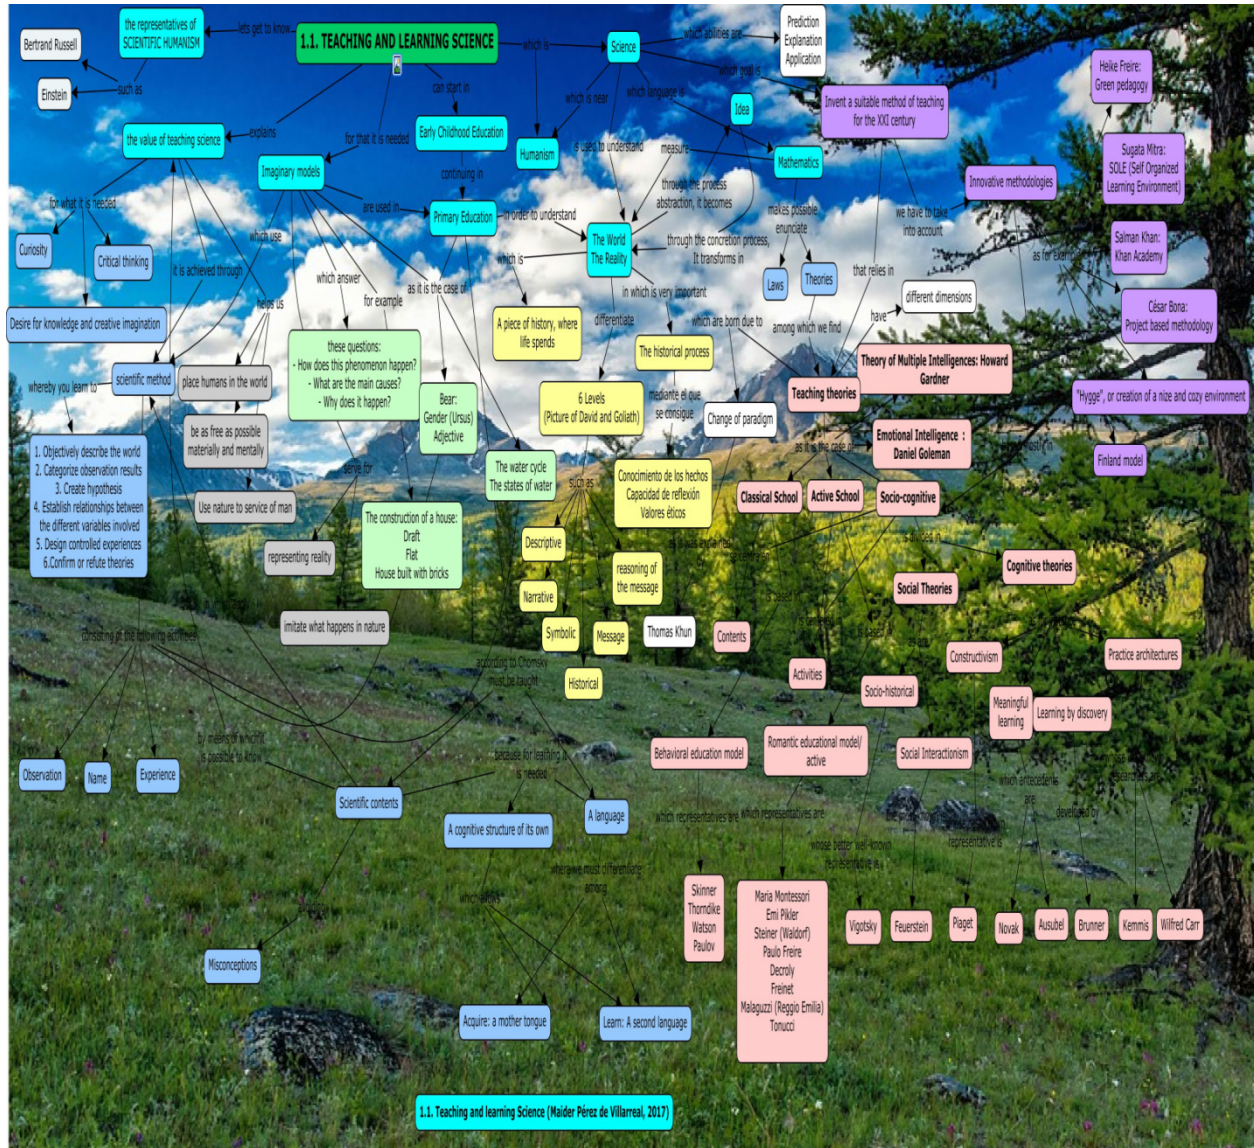 the representatives of
SCIENTIFIC HUMANISM
lets get to know
1.1. TEACHING AND LEARNING SCIENCE
which is
Science
which abilities are
Prediction
Explanation
Application
Bertrand Russell
such as
Einstein
can start in
which goal is
Heike Freire:
Green pedagogy
which language is
Idea
Invent a suitable method of teaching
for the XXI century
which is near
explains
for that it is needed
the value of teaching science
Early Childhood Education
Humanism
is used to understand
measure
Mathematics
Sugata Mitra:
SOLE (Self Organized
Learning Environment)
Imaginary models
continuing in
through the process
abstraction, it becomes
Innovative methodologies
for what it is needed
are used in
Primary Education
in order to understand
makes possible
enunciate
we have to take
into account
Salman Khan:
Khan Academy
Curiosity
Critical thinking
which use
The World
The Reality
through the concretion process,
It transforms in
as for example
it is achieved through
which answer
which is
as it is the case of
in which is very important
Laws
Theories
that relies in
different dimensions
have
César Bona:
Project based methodology
helps us
for example
Desire for knowledge and creative imagination
A piece of history, where
life spends
differentiate
which are born due to
among which we find
The historical process
these questions:
- How does this phenomenon happen?
- What are the main causes?
- Why does it happen?
Theory of Multiple Intelligences: Howard
Gardner
whereby you learn to
scientific method
place humans in the world
Bear:
Gender (Ursus)
Adjective
6 Levels
(Picture of David and Goliath)
mediante el que
se consigue
Change of paradigm
Teaching theories
"Hygge", or creation of a nize and cozy environment
be as free as possible
materially and mentally
Emotional Intelligence :
Daniel Goleman
as it is the case of
in
Finland model
1. Objectively describe the world
2. Categorize observation results
3. Create hypothesis
4. Establish relationships between
the different variables involved
5. Design controlled experiences
6.Confirm or refute theories
serve for
The water cycle
The states of water
such as
Conocimiento de los hechos
Capacidad de reflexión
Valores éticos
Classical School
Active School
Socio-cognitive
Use nature to service of man
The construction of a house:
Draft
Flat
House built with bricks
representing reality
Descriptive
as it was explained
is divided in
reasoning of
the message
Cognitive theories
Social Theories
Narrative
imitate what happens in nature
Symbolic
Message
Thomas Khun
Contents
is based
consisting of the following activities
Historical
according to Chomsky
must be taught
Activities
Constructivism
Practice architectures
Socio-historical
Meaningful
learning
Learning by discovery
by means of which it
is posible to know
because for learning it
is needed
Behavioral education model
Romantic educational model/
active
Social Interactionism
Observation
Name
Experience
Scientific contents
A cognitive structure of its own
A language
which representatives are
which representatives are
which antecedents
are
developed by
whose better well-known
representative is
representative is
where we must differentiate
among
Skinner
Thorndike
Watson
Paulov
Maria Montessori
Emi Pikler
Steiner (Waldorf)
Paulo Freire
Decroly
Freinet
Malaguzzi (Reggio Emilia)
Tonucci
Vigotsky
Feuerstein
Piaget
Novak
Ausubel
Brunner
Kemmis
Wilfred Carr
Misconceptions
Acquire: a mother tongue
Learn: A second language
1.1. Teaching and learning Science (Maider Pérez de Villarreal, 2017)